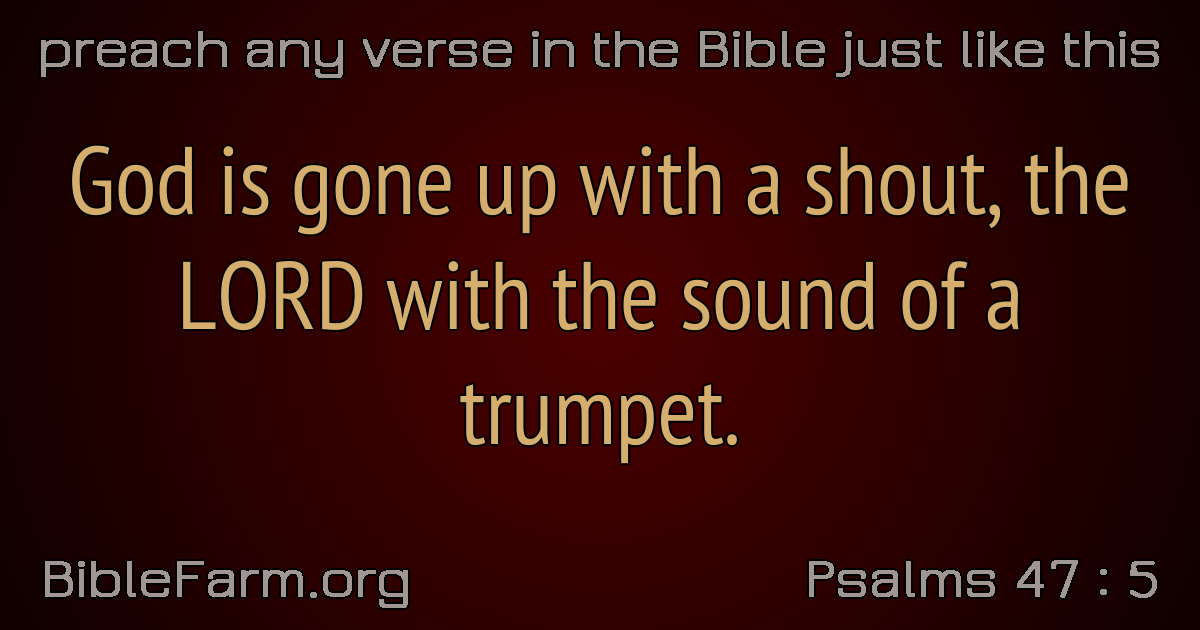 preach any verse in the Bible just like this
God is gone up with a shout, the
LORD with the sound of a
trumpet.
BibleFarm.org
Psalms 47 : 5